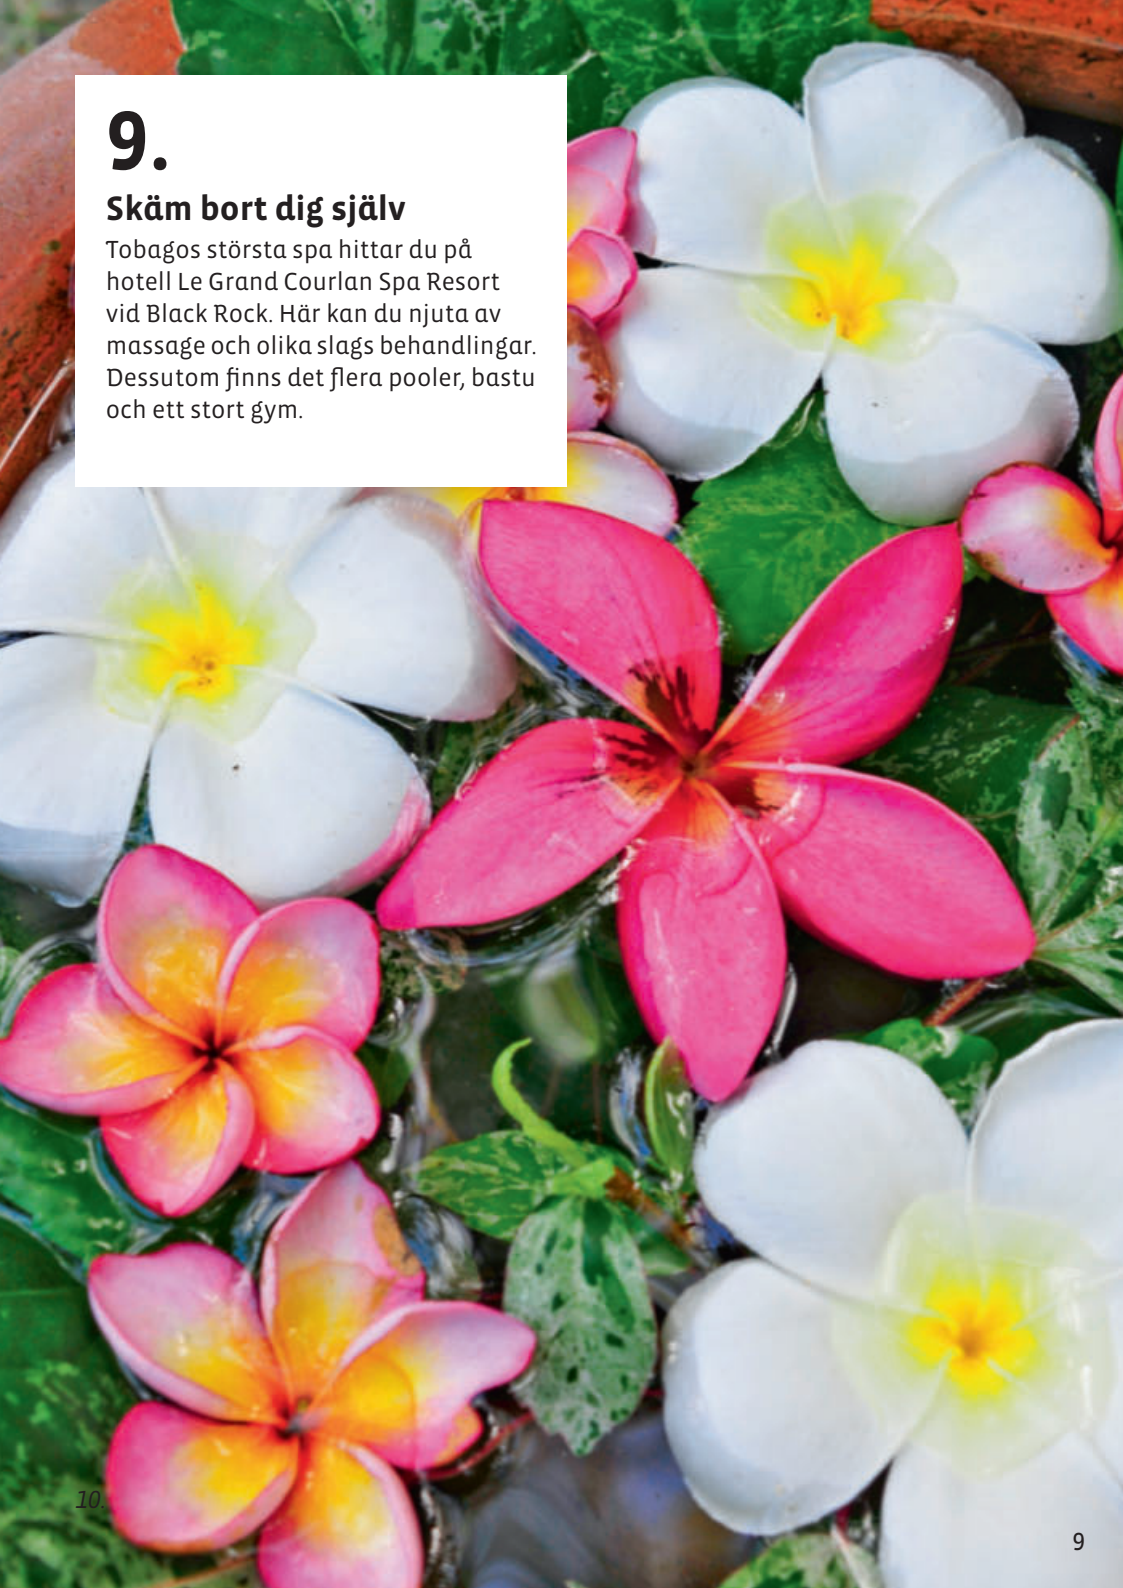 9.
Skäm bort dig själv
Tobagos största spa hittar du på
hotell Le Grand Courlan Spa Resort
vid Black Rock. Här kan du njuta av
massage och olika slags behandlingar.
Dessutom finns det flera pooler, bastu
och ett stort gym.
10.
9